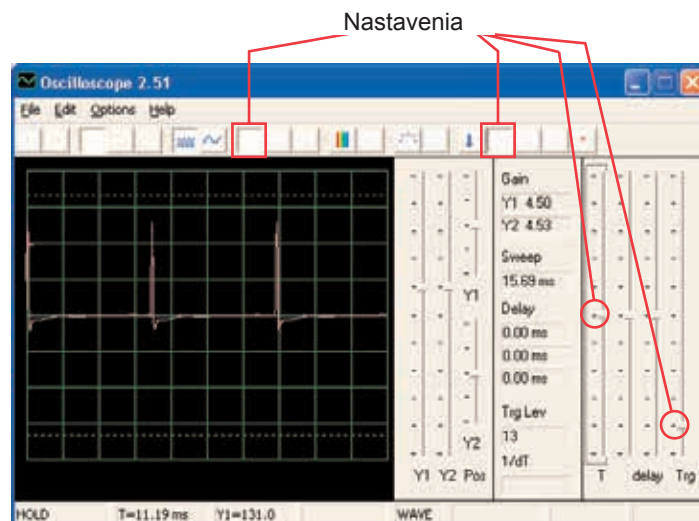 Nastavenia
Oscilloscope 2.51
File Edit Options Help
Gain
Y1 4.50
Y2 4.53
Sweep
15.69 ms
Delay
0.00 ms
0.00 ms
0.00 ms
Trg Lev
13
1/dT
Y1
Y2
Y1 Y2 Pos
T delay Trg
HOLD T=11.19 ms Y1=131.0 WAVE